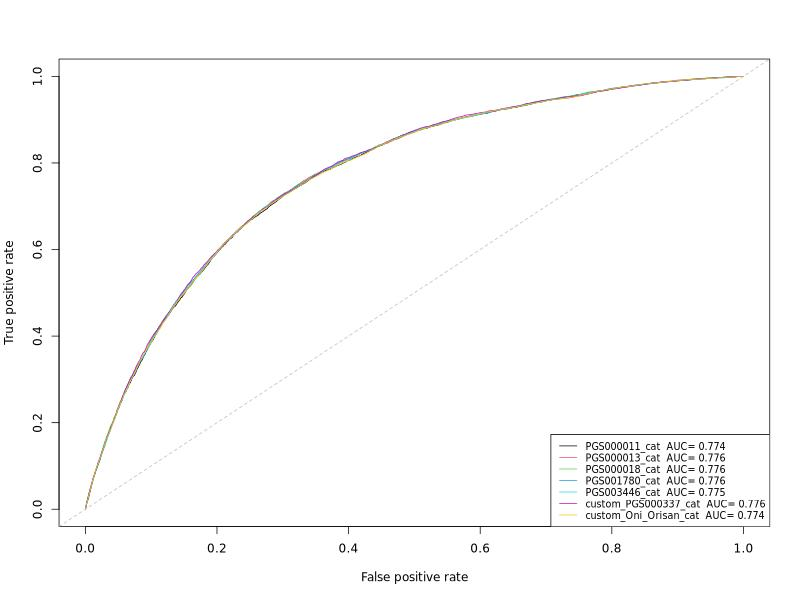 1.0
0.8
0.6
0.4
0.2
0.0
True positive rate
PGS000011_cat AUC= 0.774
PGS000013_cat AUC= 0.776
PGS000018_cat AUC= 0.776
PGS001780_cat AUC= 0.776
PGS003446_cat AUC= 0.775
custom_PGS000337_cat AUC= 0.776
custom_Oni_Orisan_cat AUC= 0.774
0.0 0.2 0.4 0.6 0.8 1.0
False positive rate